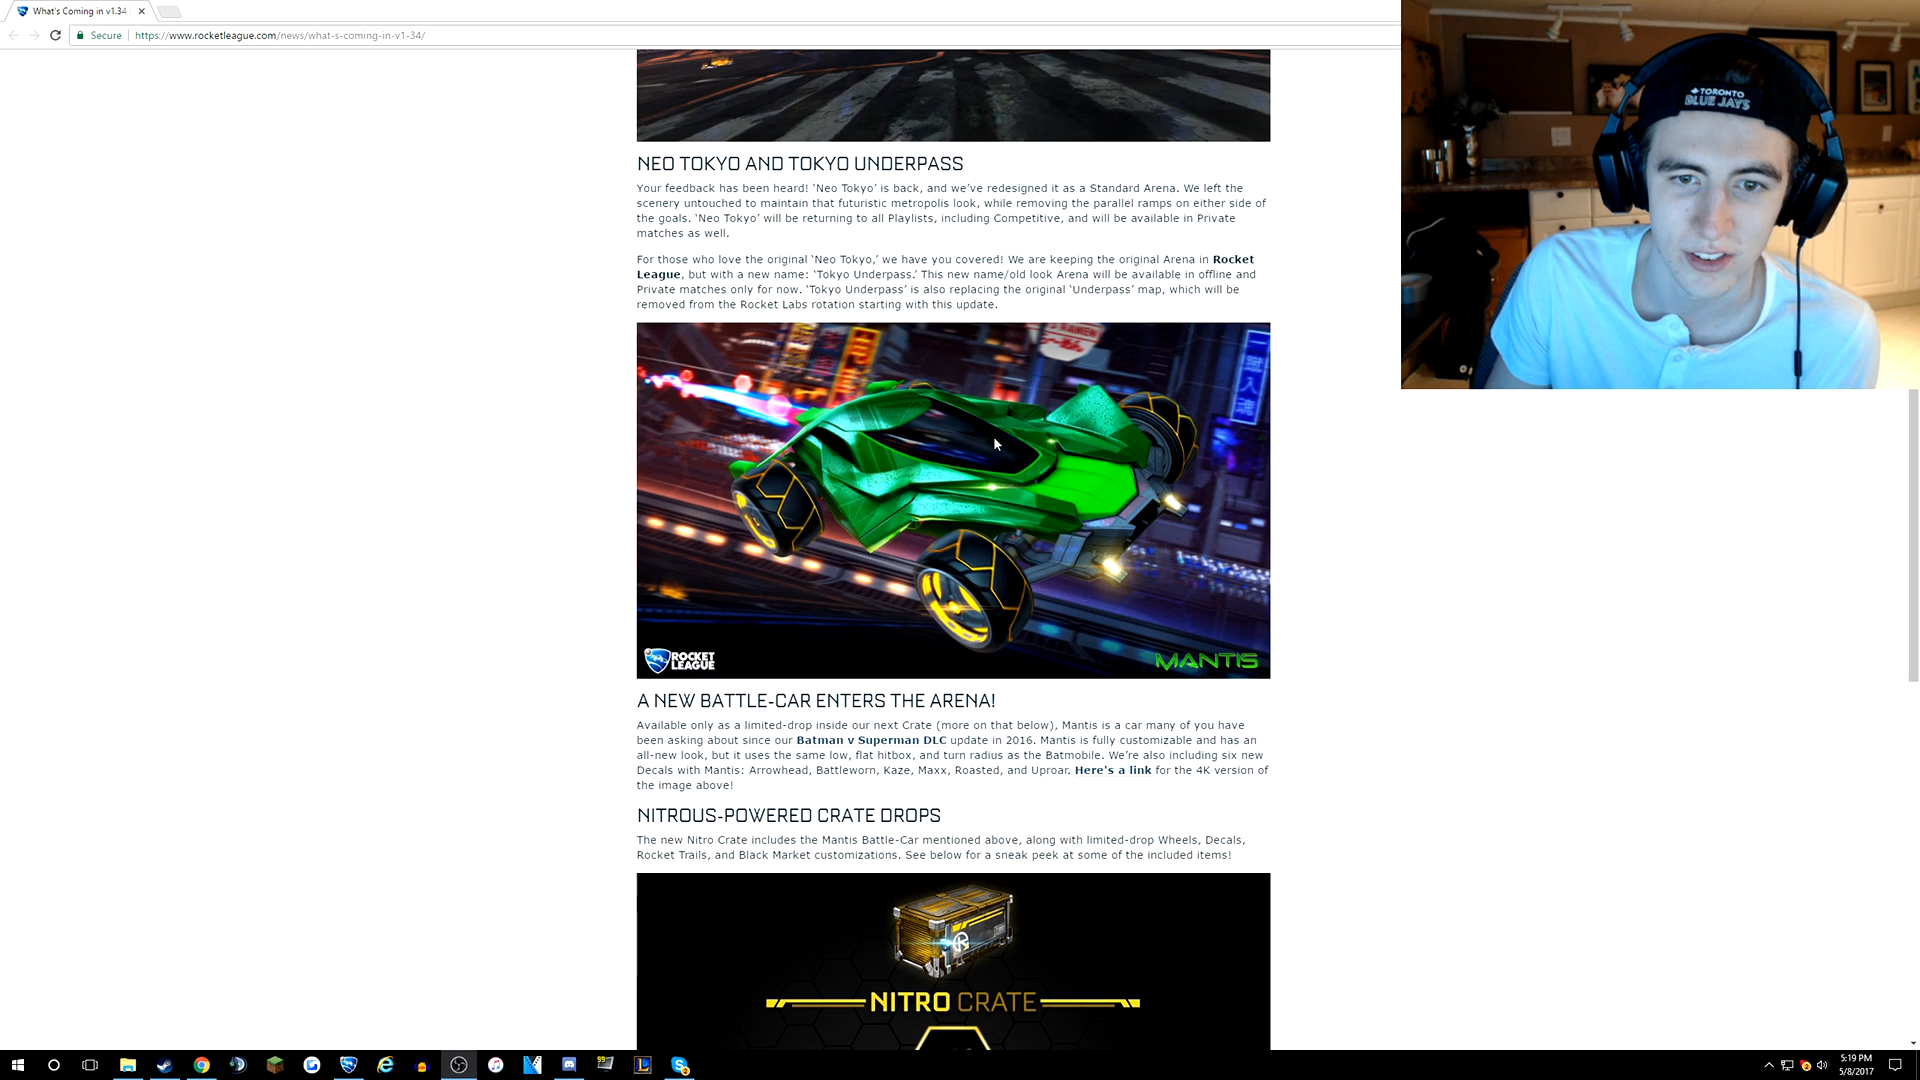 What's Coming in v1.34
Secure
https://www.rocketleague.com/news/what-s-coming-in-v1-34/
TORONTO
BLUE JAYS
NEO TOKYO AND TOKYO UNDERPASS
Your feedback has been heard! ‘Neo Tokyo’ is back, and we’ve redesigned it as a Standard Arena. We left the
scenery untouched to maintain that futuristic metropolis look, while removing the parallel ramps on either side of
the goals. ‘Neo Tokyo’ will be returning to all Playlists, including Competitive, and will be available in Private
matches as well.
For those who love the original ‘Neo Tokyo,’ we have you covered! We are keeping the original Arena in Rocket
League, but with a new name: ‘Tokyo Underpass.’ This new name/old look Arena will be available in offline and
Private matches only for now. ‘Tokyo Underpass’ is also replacing the original ‘Underpass’ map, which will be
removed from the Rocket Labs rotation starting with this update.
ROCKET
LEAGUE
MANTIS
A NEW BATTLE-CAR ENTERS THE ARENA!
Available only as a limited-drop inside our next Crate (more on that below), Mantis is a car many of you have
been asking about since our Batman v Superman DLC update in 2016. Mantis is fully customizable and has an
all-new look, but it uses the same low, flat hitbox, and turn radius as the Batmobile. We’re also including six new
Decals with Mantis: Arrowhead, Battleworn, Kaze, Maxx, Roasted, and Uproar. Here’s a link for the 4K version of
the image above!
NITROUS-POWERED CRATE DROPS
The new Nitro Crate includes the Mantis Battle-Car mentioned above, along with limited-drop Wheels, Decals,
Rocket Trails, and Black Market customizations. See below for a sneak peek at some of the included items!
NITRO CRATE
99
5:19 PM
5/8/2017